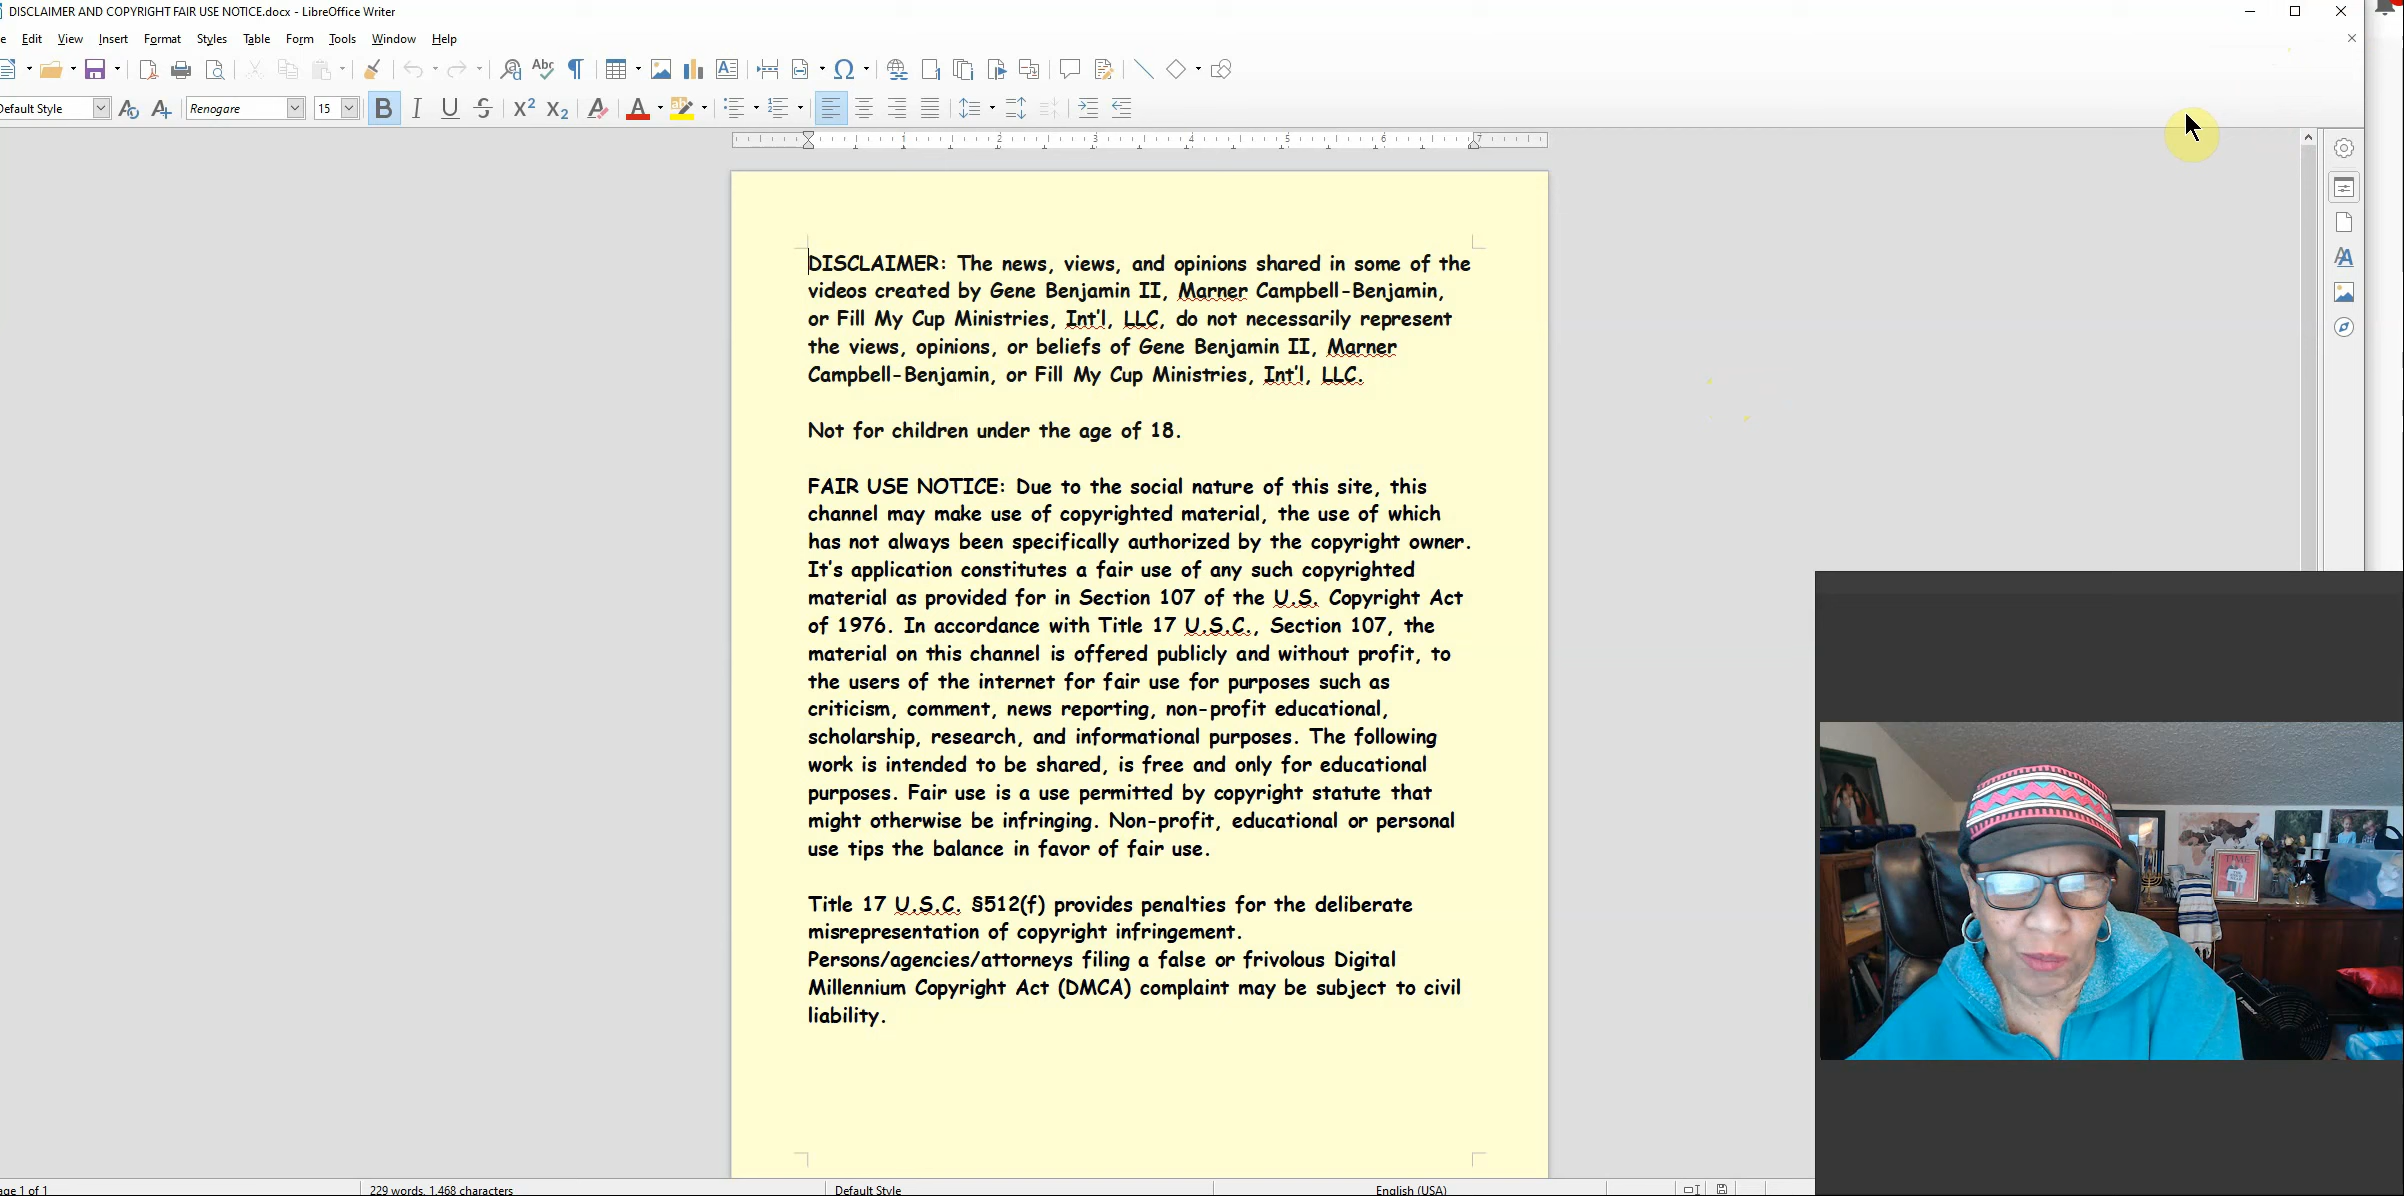 DISCLAIMER AND COPYRIGHT FAIR USE NOTICE.docx - LibreOffice Writer
Edit View Insert Format Styles Table Form Tools Window Help
Default Style Renogare 15
1 2 3 4 5 6 7
DISCLAIMER: The news, views, and opinions shared in some of the
videos created by Gene Benjamin II, Marner Campbell-Benjamin,
or Fill My Cup Ministries, Int'l, LLC, do not necessarily represent
the views, opinions, or beliefs of Gene Benjamin II, Marner
Campbell-Benjamin, or Fill My Cup Ministries, Int'l, LLC.
Not for children under the age of 18.
FAIR USE NOTICE: Due to the social nature of this site, this
channel may make use of copyrighted material, the use of which
has not always been specifically authorized by the copyright owner.
It's application constitutes a fair use of any such copyrighted
material as provided for in Section 107 of the U.S. Copyright Act
of 1976. In accordance with Title 17 U.S.C., Section 107, the
material on this channel is offered publicly and without profit, to
the users of the internet for fair use for purposes such as
criticism, comment, news reporting, non-profit educational,
scholarship, research, and informational purposes. The following
work is intended to be shared, is free and only for educational
purposes. Fair use is a use permitted by copyright statute that
might otherwise be infringing. Non-profit, educational or personal
use tips the balance in favor of fair use.
Title 17 U.S.C. §512(f) provides penalties for the deliberate
misrepresentation of copyright infringement.
Persons/agencies/attorneys filing a false or frivolous Digital
Millennium Copyright Act (DMCA) complaint may be subject to civil
liability.
TIME
age 1 of 1 229 words, 1,468 characters Default Style English (USA)